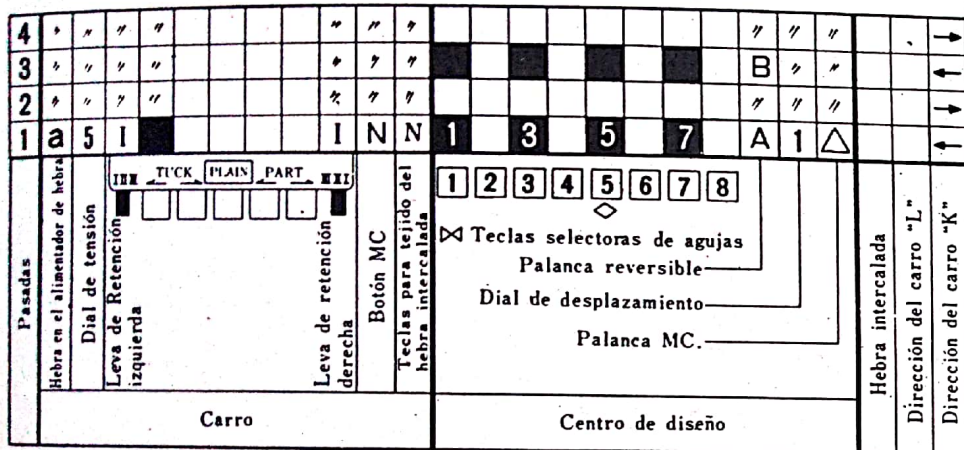 4 " " " " " " " " " "
3 " " " " " " " B " "
2 " " " " " " " " " "
1 a 5 I I N N 1 3 5 7 A 1 △
TUCK PLAIN PART
1 2 3 4 5 6 7 8
Pasadas
Hebra en el alimentador de hebra
Dial de tensión
Leva de Retención
izquierda
Leva de retención
derecha
Botón MC
Teclas para tejido del
hebra intercalada
Teclas selectoras de agujas
Palanca reversible
Dial de desplazamiento
Palanca MC.
Hebra intercalada
Dirección del carro "L"
Dirección del carro "K"
Carro
Centro de diseño